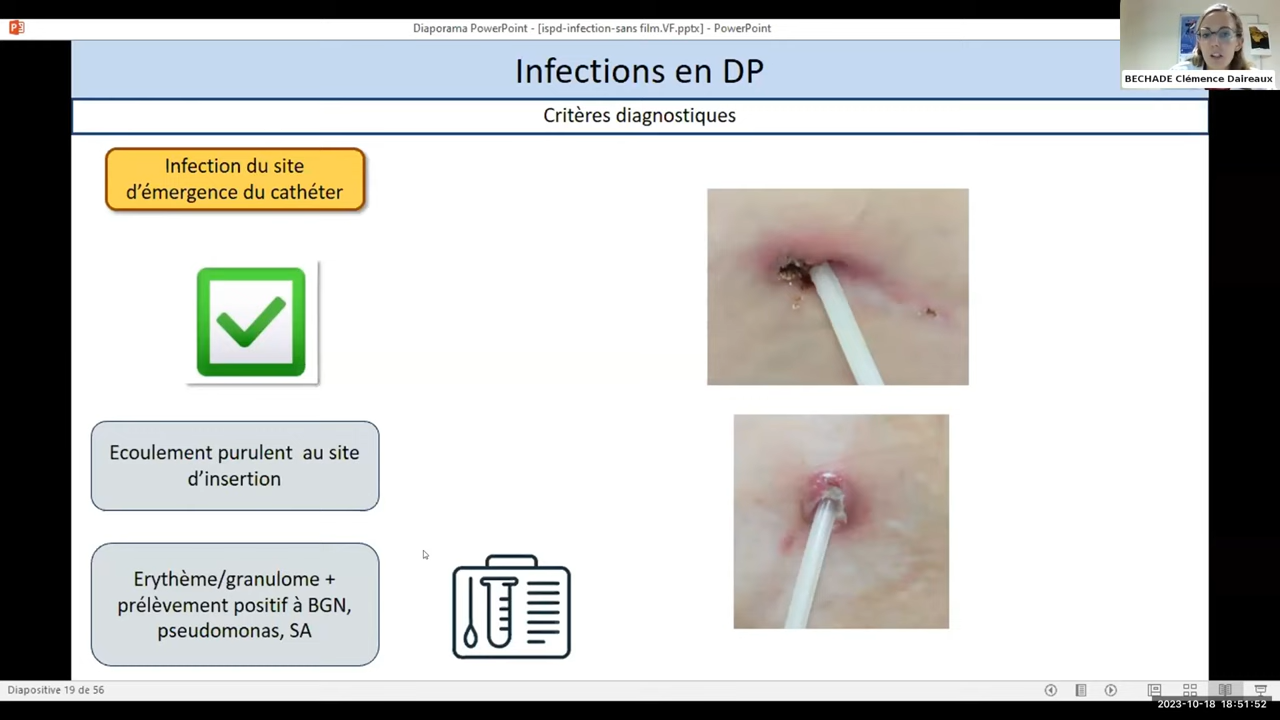 Diaporama PowerPoint - [ispd-infection-sans film.VF.pptx] - PowerPoint
BECHADE Clémence Daireaux
Infections en DP
Critères diagnostiques
Infection du site
d'émergence du cathéter
Ecoulement purulent au site
d'insertion
Erythème/granulome +
prélèvement positif à BGN,
pseudomonas, SA
Diapositive 19 de 56
2023-10-18 18:51:52